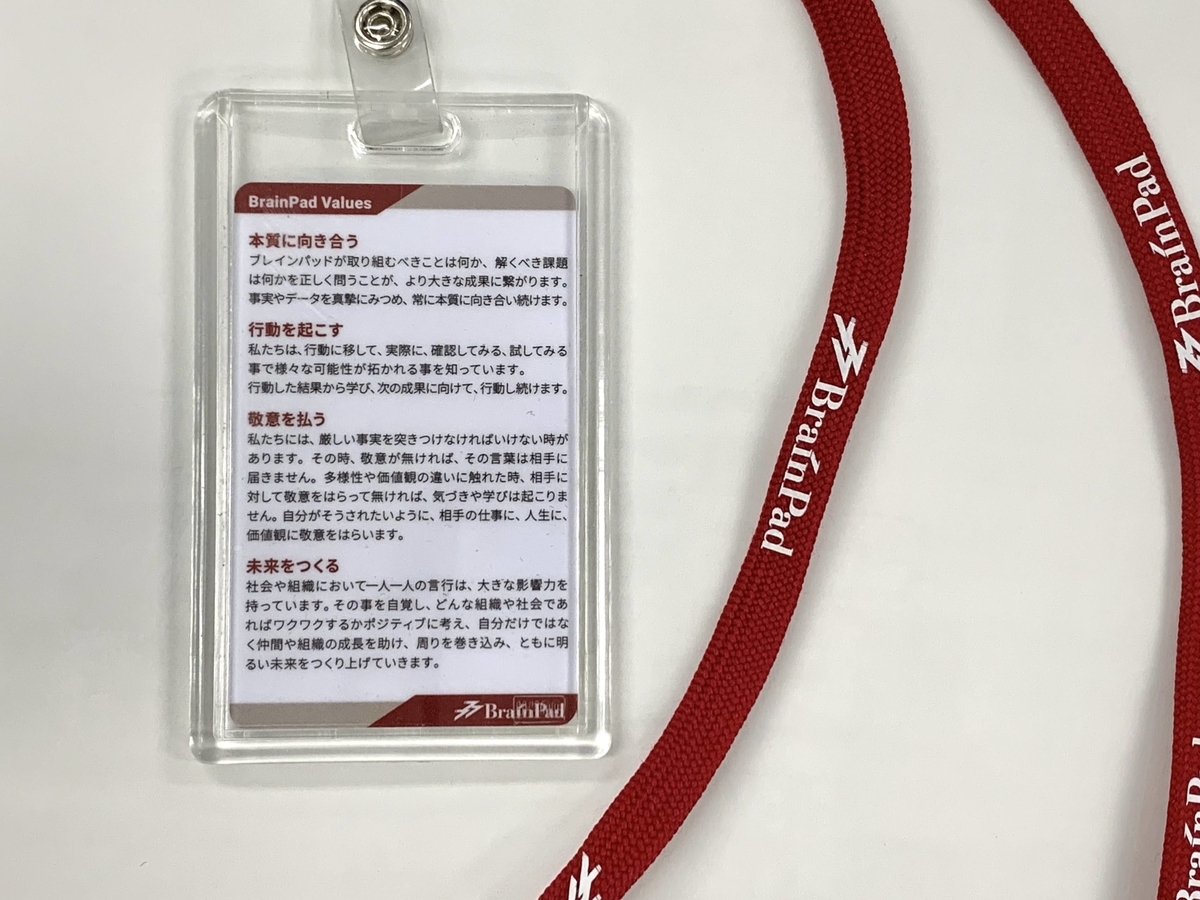 BrainPad Values
本質に向き合う
ブレインパッドが取り組むべきことは何か、解くべき課題
は何かを正しく問うことが、より大きな成果に繋がります。
事実やデータを真摯にみつめ、常に本質に向き合い続けます。
行動を起こす
私たちは、行動に移して、実際に、確認してみる、試してみる
事で様々な可能性が拓かれる事を知っています。
行動した結果から学び、次の成果に向けて、行動し続けます。
敬意を払う
私たちには、厳しい事実を突きつけなければいけない時が
あります。その時、敬意が無ければ、その言葉は相手に
届きません。多様性や価値観の違いに触れた時、相手に
対して敬意をはらって無ければ、気づきや学びは起こりま
せん。自分がそうされたいように、相手の仕事に、人生に、
価値観に敬意をはらいます。
未来をつくる
社会や組織において一人一人の言行は、大きな影響力を
持っています。その事を自覚し、どんな組織や社会であ
ればワクワクするかポジティブに考え、自分だけではな
く仲間や組織の成長を助け、周りを巻き込み、ともに明
るい未来をつくり上げていきます。
BrainPad
BrainPad
BrainPad
BrainPad